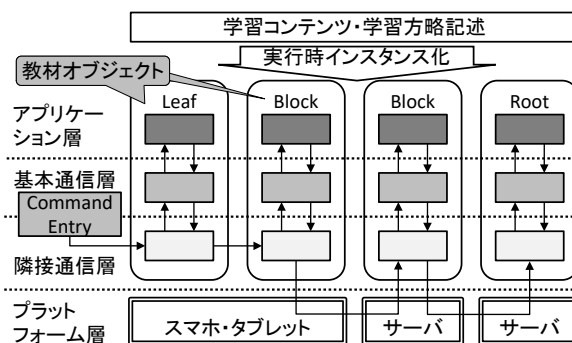 学習コンテンツ・学習方略記述
実行時インスタンス化
教材オブジェクト
Leaf
Block
Block
Root
アプリケー
ション層
基本通信層
Command
Entry
隣接通信層
プラット
フォーム層
スマホ・タブレット
サーバ
サーバ